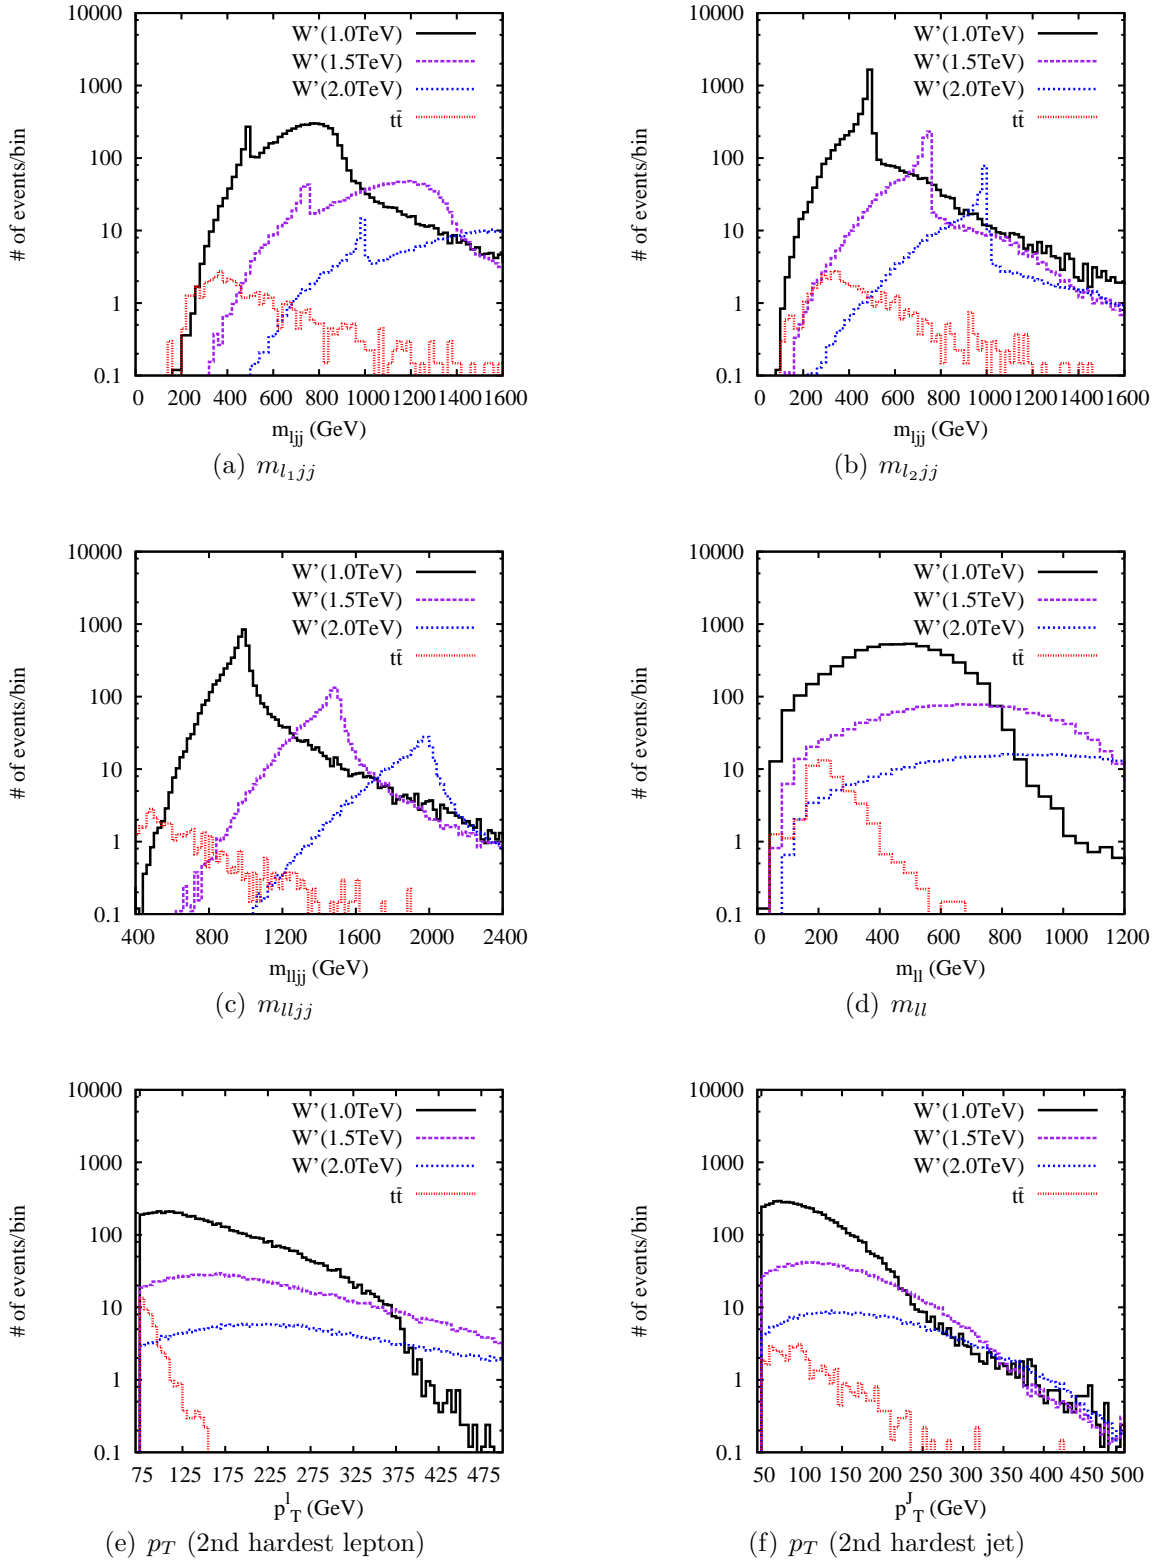 10000
1000
100
10
1
0.1
# of events/bin
W'(1.0TeV)
W'(1.5TeV)
W'(2.0TeV)
tt̄
0 200 400 600 800 1000 1200 1400 1600
m_ljj (GeV)
(a) m_{l_1jj}
10000
1000
100
10
1
0.1
# of events/bin
W'(1.0TeV)
W'(1.5TeV)
W'(2.0TeV)
tt̄
0 200 400 600 800 1000 1200 1400 1600
m_ljj (GeV)
(b) m_{l_2jj}
10000
1000
100
10
1
0.1
# of events/bin
W'(1.0TeV)
W'(1.5TeV)
W'(2.0TeV)
tt̄
400 800 1200 1600 2000 2400
m_lljj (GeV)
(c) m_{lljj}
10000
1000
100
10
1
0.1
# of events/bin
W'(1.0TeV)
W'(1.5TeV)
W'(2.0TeV)
tt̄
0 200 400 600 800 1000 1200
m_ll (GeV)
(d) m_{ll}
10000
1000
100
10
1
0.1
# of events/bin
W'(1.0TeV)
W'(1.5TeV)
W'(2.0TeV)
tt̄
75 125 175 225 275 325 375 425 475
p^l_T (GeV)
(e) p_T (2nd hardest lepton)
10000
1000
100
10
1
0.1
# of events/bin
W'(1.0TeV)
W'(1.5TeV)
W'(2.0TeV)
tt̄
50 100 150 200 250 300 350 400 450 500
p^J_T (GeV)
(f) p_T (2nd hardest jet)